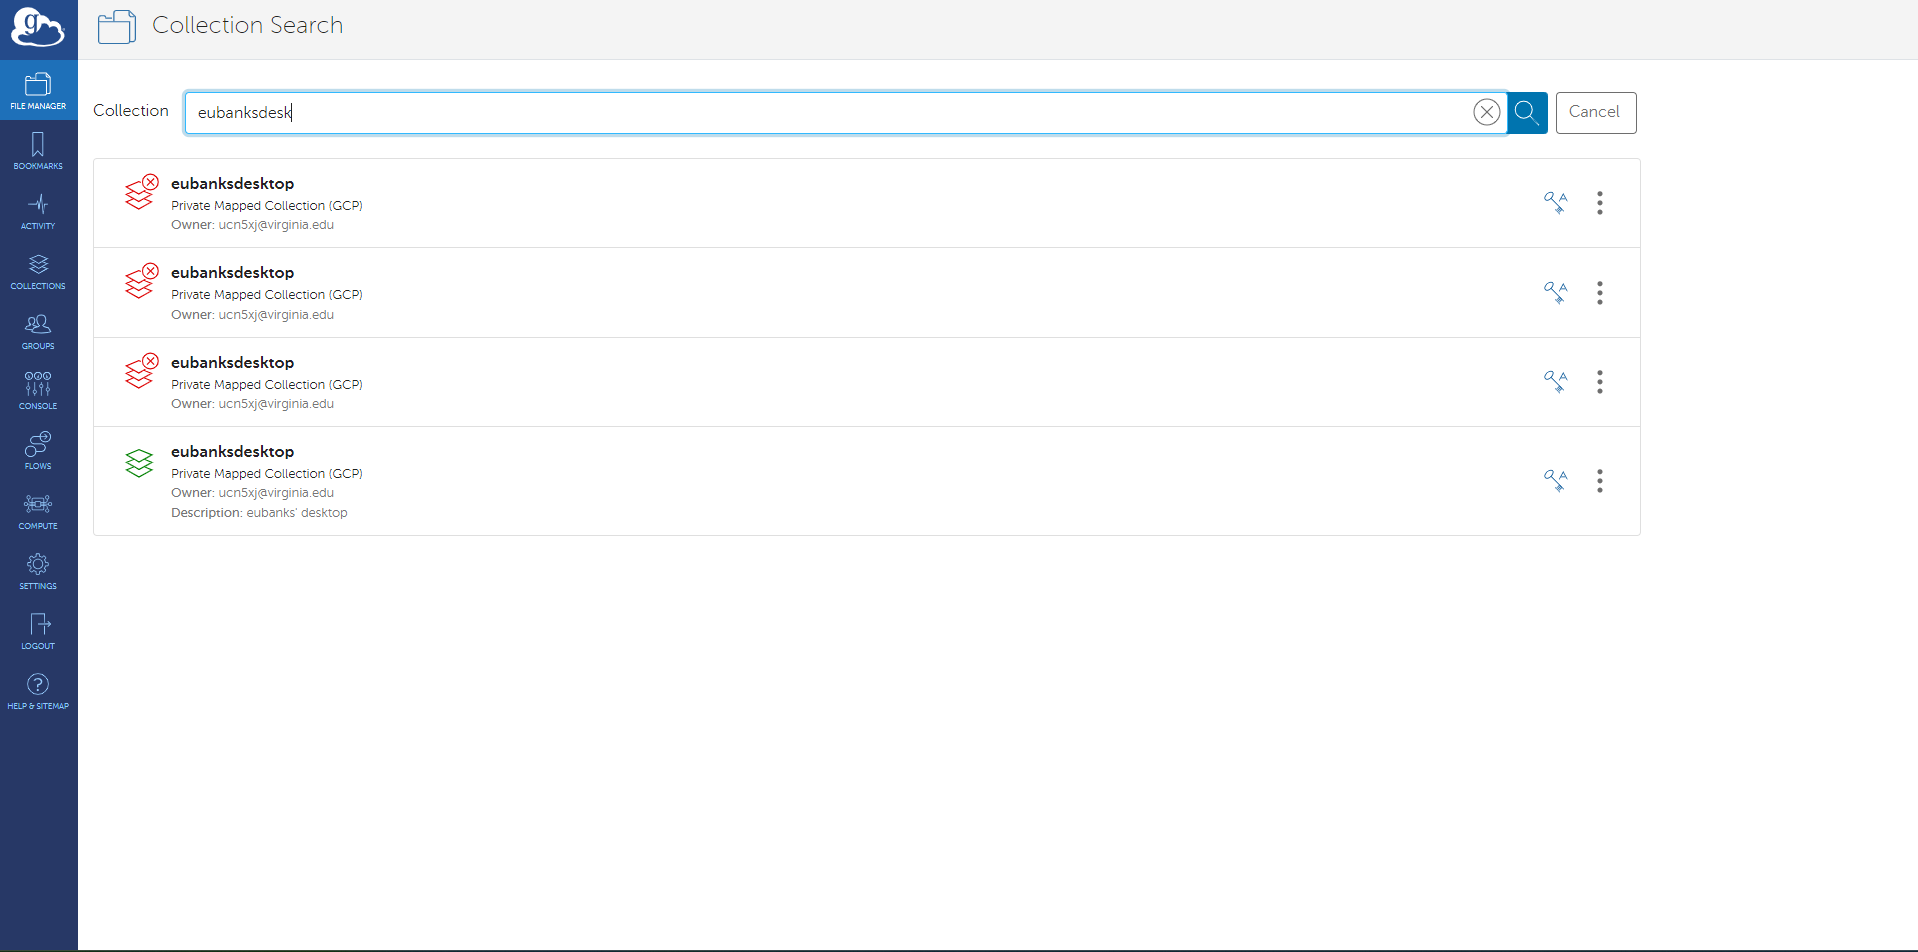 g
Collection Search
FILE MANAGER
BOOKMARKS
ACTIVITY
COLLECTIONS
GROUPS
CONSOLE
FLOWS
COMPUTE
SETTINGS
LOGOUT
? HELP & SITEMAP
Collection
eubanksdesk
Cancel
eubanksdesktop
Private Mapped Collection (GCP)
Owner: ucn5xj@virginia.edu
A
eubanksdesktop
Private Mapped Collection (GCP)
Owner: ucn5xj@virginia.edu
A
eubanksdesktop
Private Mapped Collection (GCP)
Owner: ucn5xj@virginia.edu
A
eubanksdesktop
Private Mapped Collection (GCP)
Owner: ucn5xj@virginia.edu
Description: eubanks' desktop
A